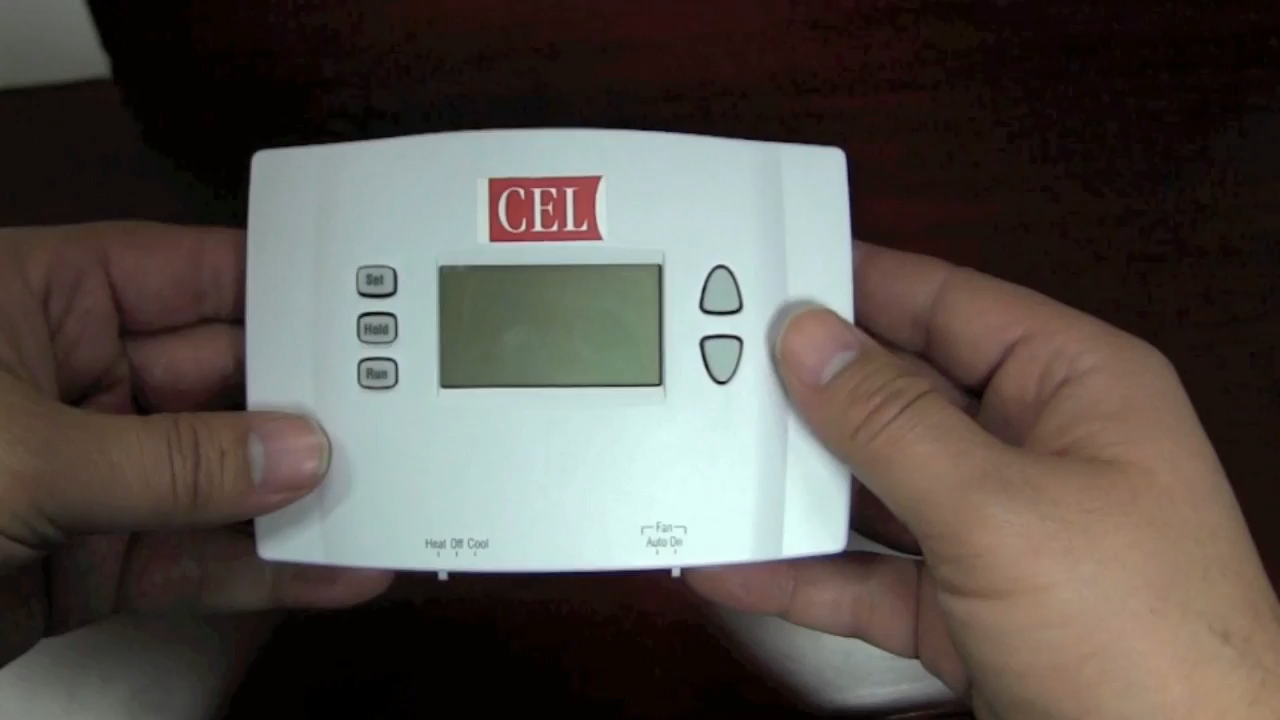 CEL
Set
Hold
Run
Fan
Heat Off Cool
Auto On